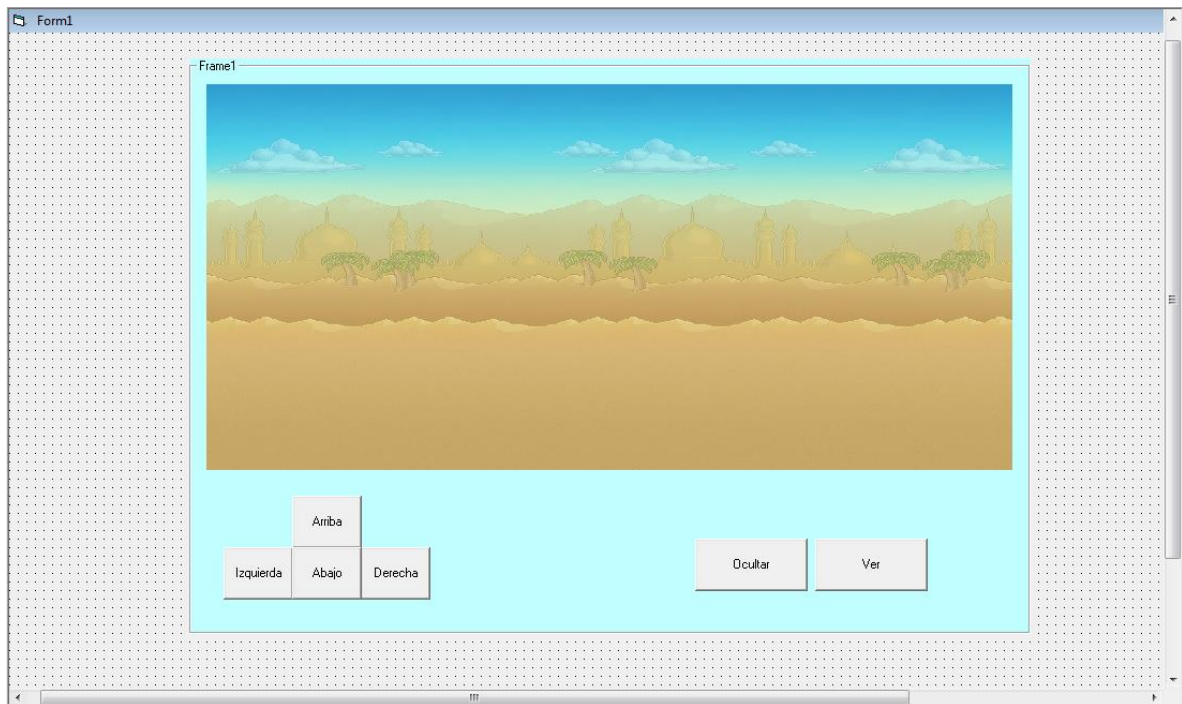 Form1
Frame1
Arriba
Izquierda
Abajo
Derecha
Ocultar
Ver